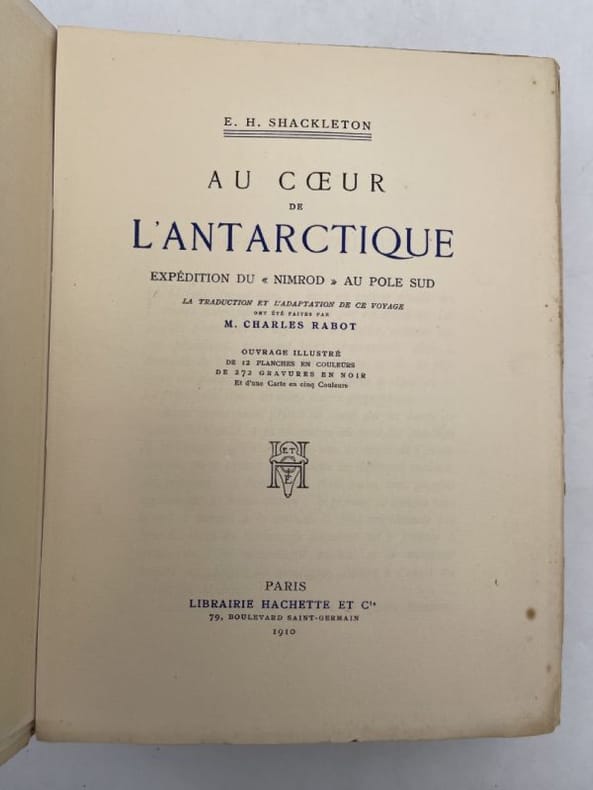 E. H. SHACKLETON
AU CŒUR
DE
L'ANTARCTIQUE
EXPÉDITION DU « NIMROD » AU POLE SUD
LA TRADUCTION ET L'ADAPTATION DE CE VOYAGE
ONT ÉTÉ FAITES PAR
M. CHARLES RABOT
OUVRAGE ILLUSTRÉ
DE 12 PLANCHES EN COULEURS
DE 272 GRAVURES EN NOIR
Et d'une Carte en cinq Couleurs
H ET Cie
PARIS
LIBRAIRIE HACHETTE ET Cie
79, BOULEVARD SAINT-GERMAIN
1910